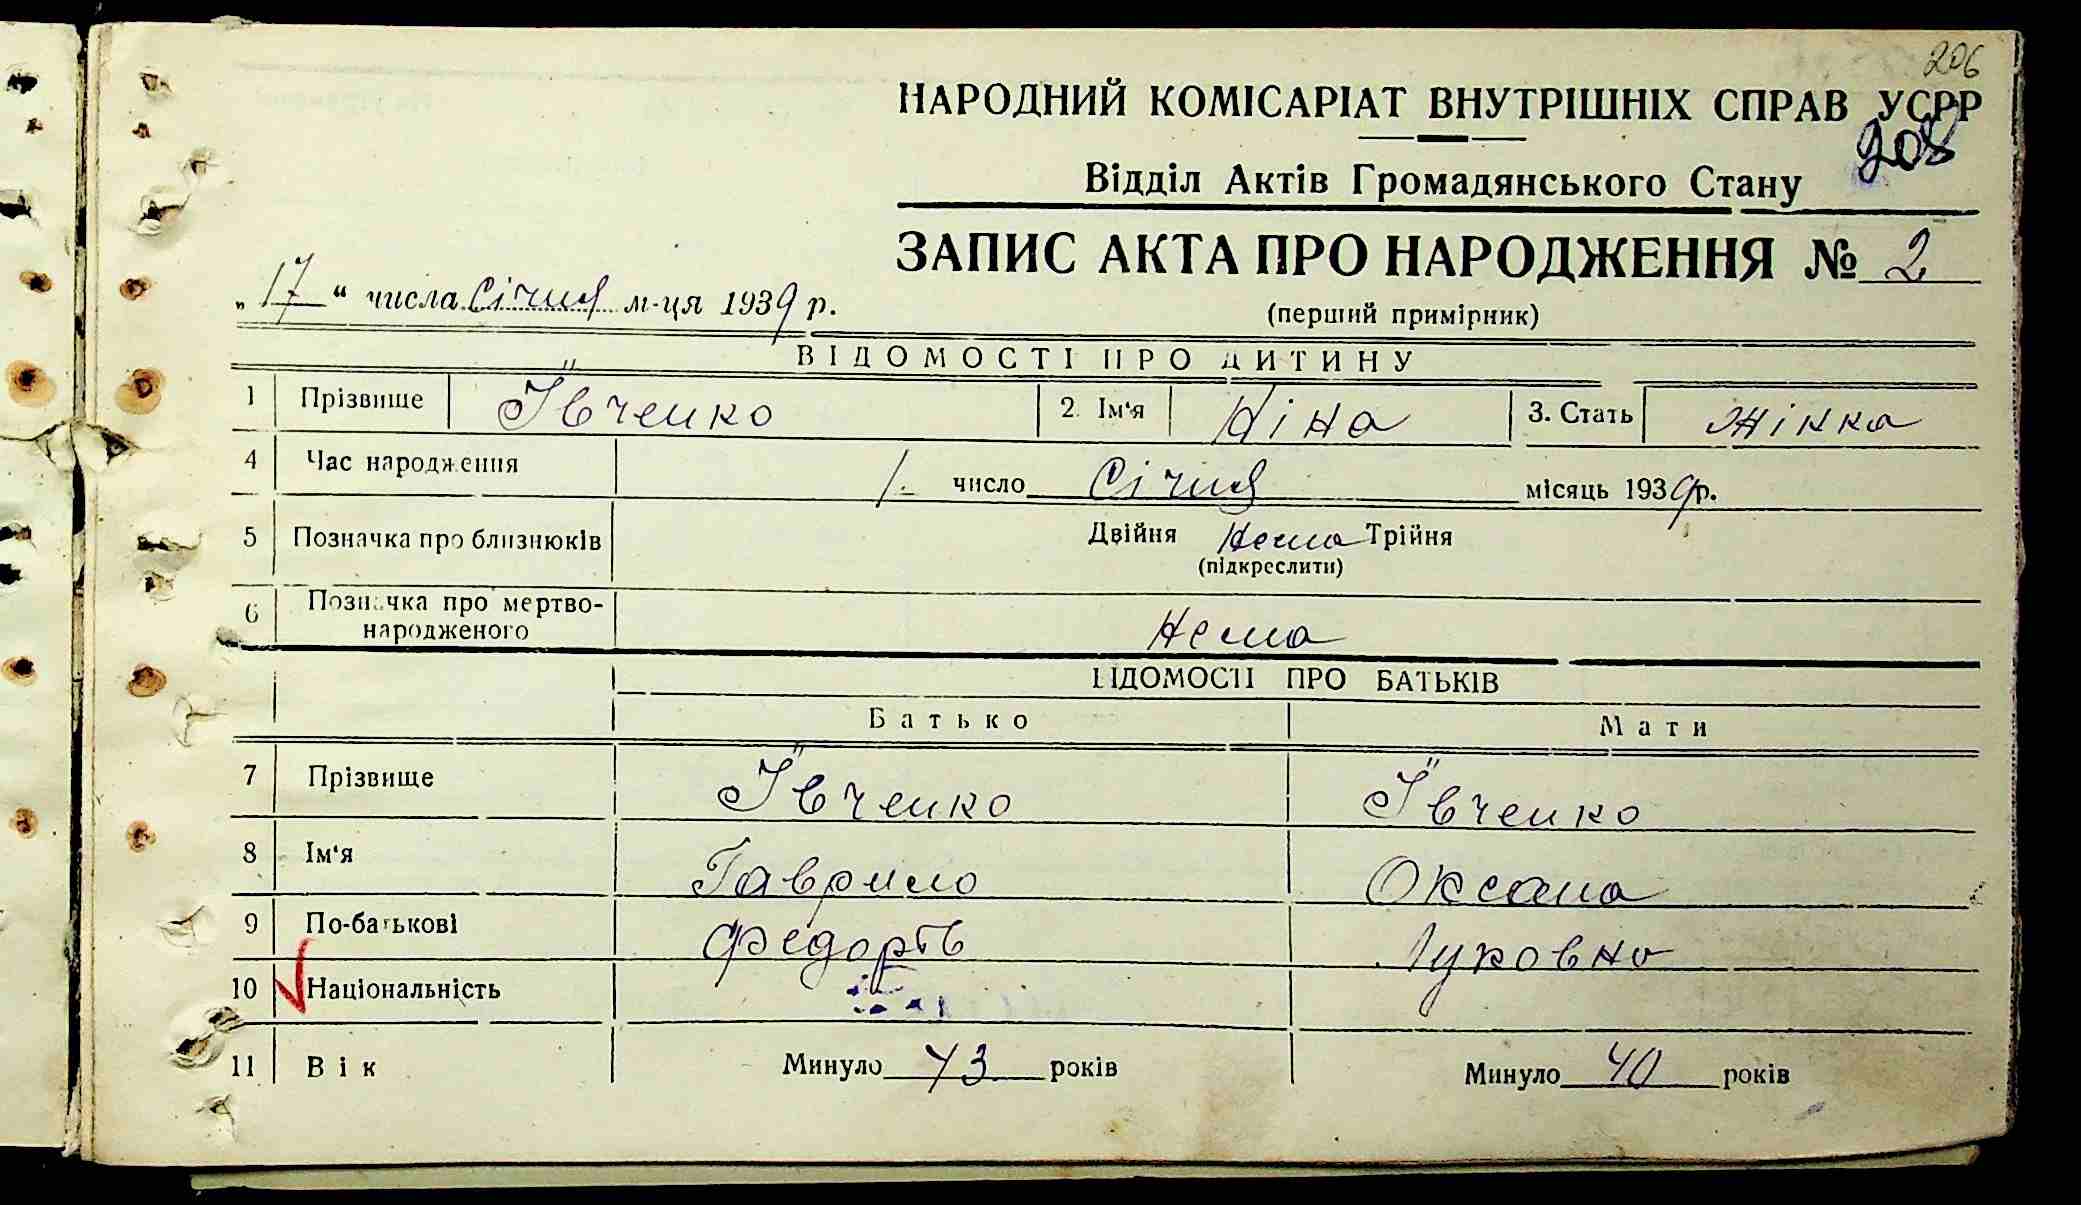 206
НАРОДНИЙ КОМІСАРІАТ ВНУТРІШНІХ СПРАВ УСРР
208
Відділ Актів Громадянського Стану
ЗАПИС АКТА ПРО НАРОДЖЕННЯ № 2
„17“ числа Січня м-ця 1939 р.
(перший примірник)
ВІДОМОСТІ ПРО ДИТИНУ
1 Прізвище Ївченко 2. Ім'я Ніна 3. Стать жінка
4 Час народження 1. число Січня місяць 1939р.
5 Позначка про близнюків Двійня Нема Трійня
(підкреслити)
6 Позначка про мертво-
народженого Нема
ВІДОМОСТІ ПРО БАТЬКІВ
Батько Мати
7 Прізвище Ївченко Ївченко
8 Ім'я Гаврило Оксана
9 По-батькові Луковна
10 Національність
11 Вік Минуло 43 років Минуло 40 років